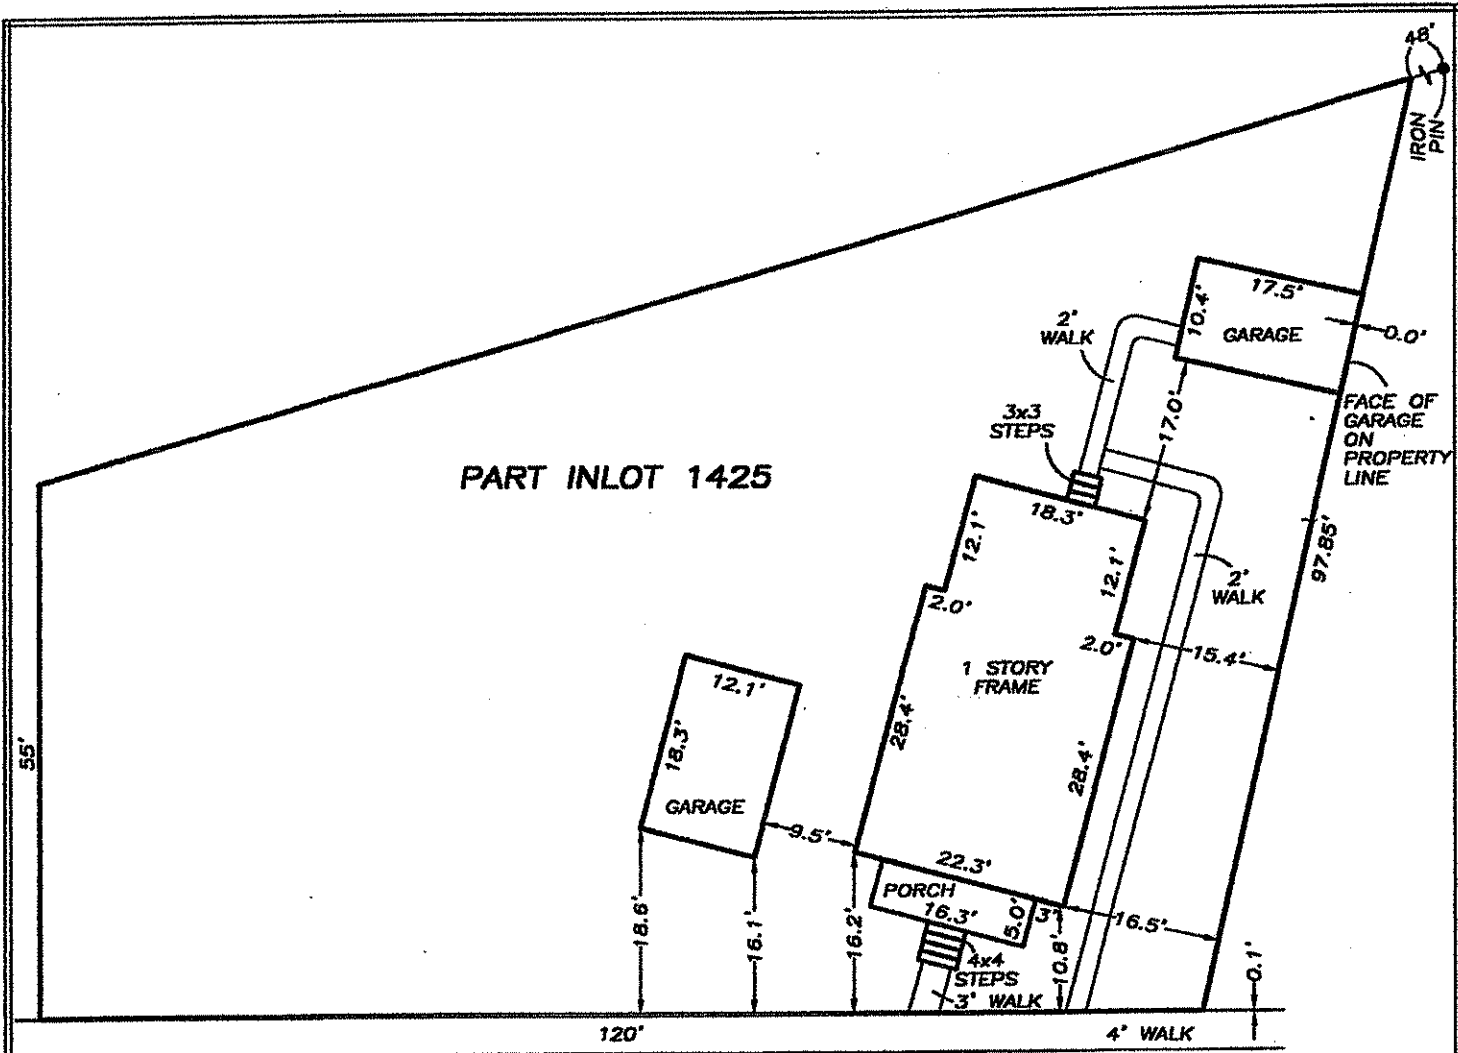 48'
IRON
PIN
17.5'
10.4'
GARAGE
0.0'
2'
WALK
FACE OF
GARAGE
ON
PROPERTY
LINE
3x3
STEPS
17.0'
PART INLOT 1425
18.3'
12.1'
12.1'
97.85'
2'
WALK
2.0'
2.0'
15.4'
1 STORY
FRAME
12.1'
18.3'
GARAGE
28.4'
28.4'
55'
9.5'
22.3'
PORCH
16.3'
5.0'
3'
16.5'
18.6'
16.1'
16.2'
10.8'
4x4
STEPS
3' WALK
0.1'
120'
4' WALK